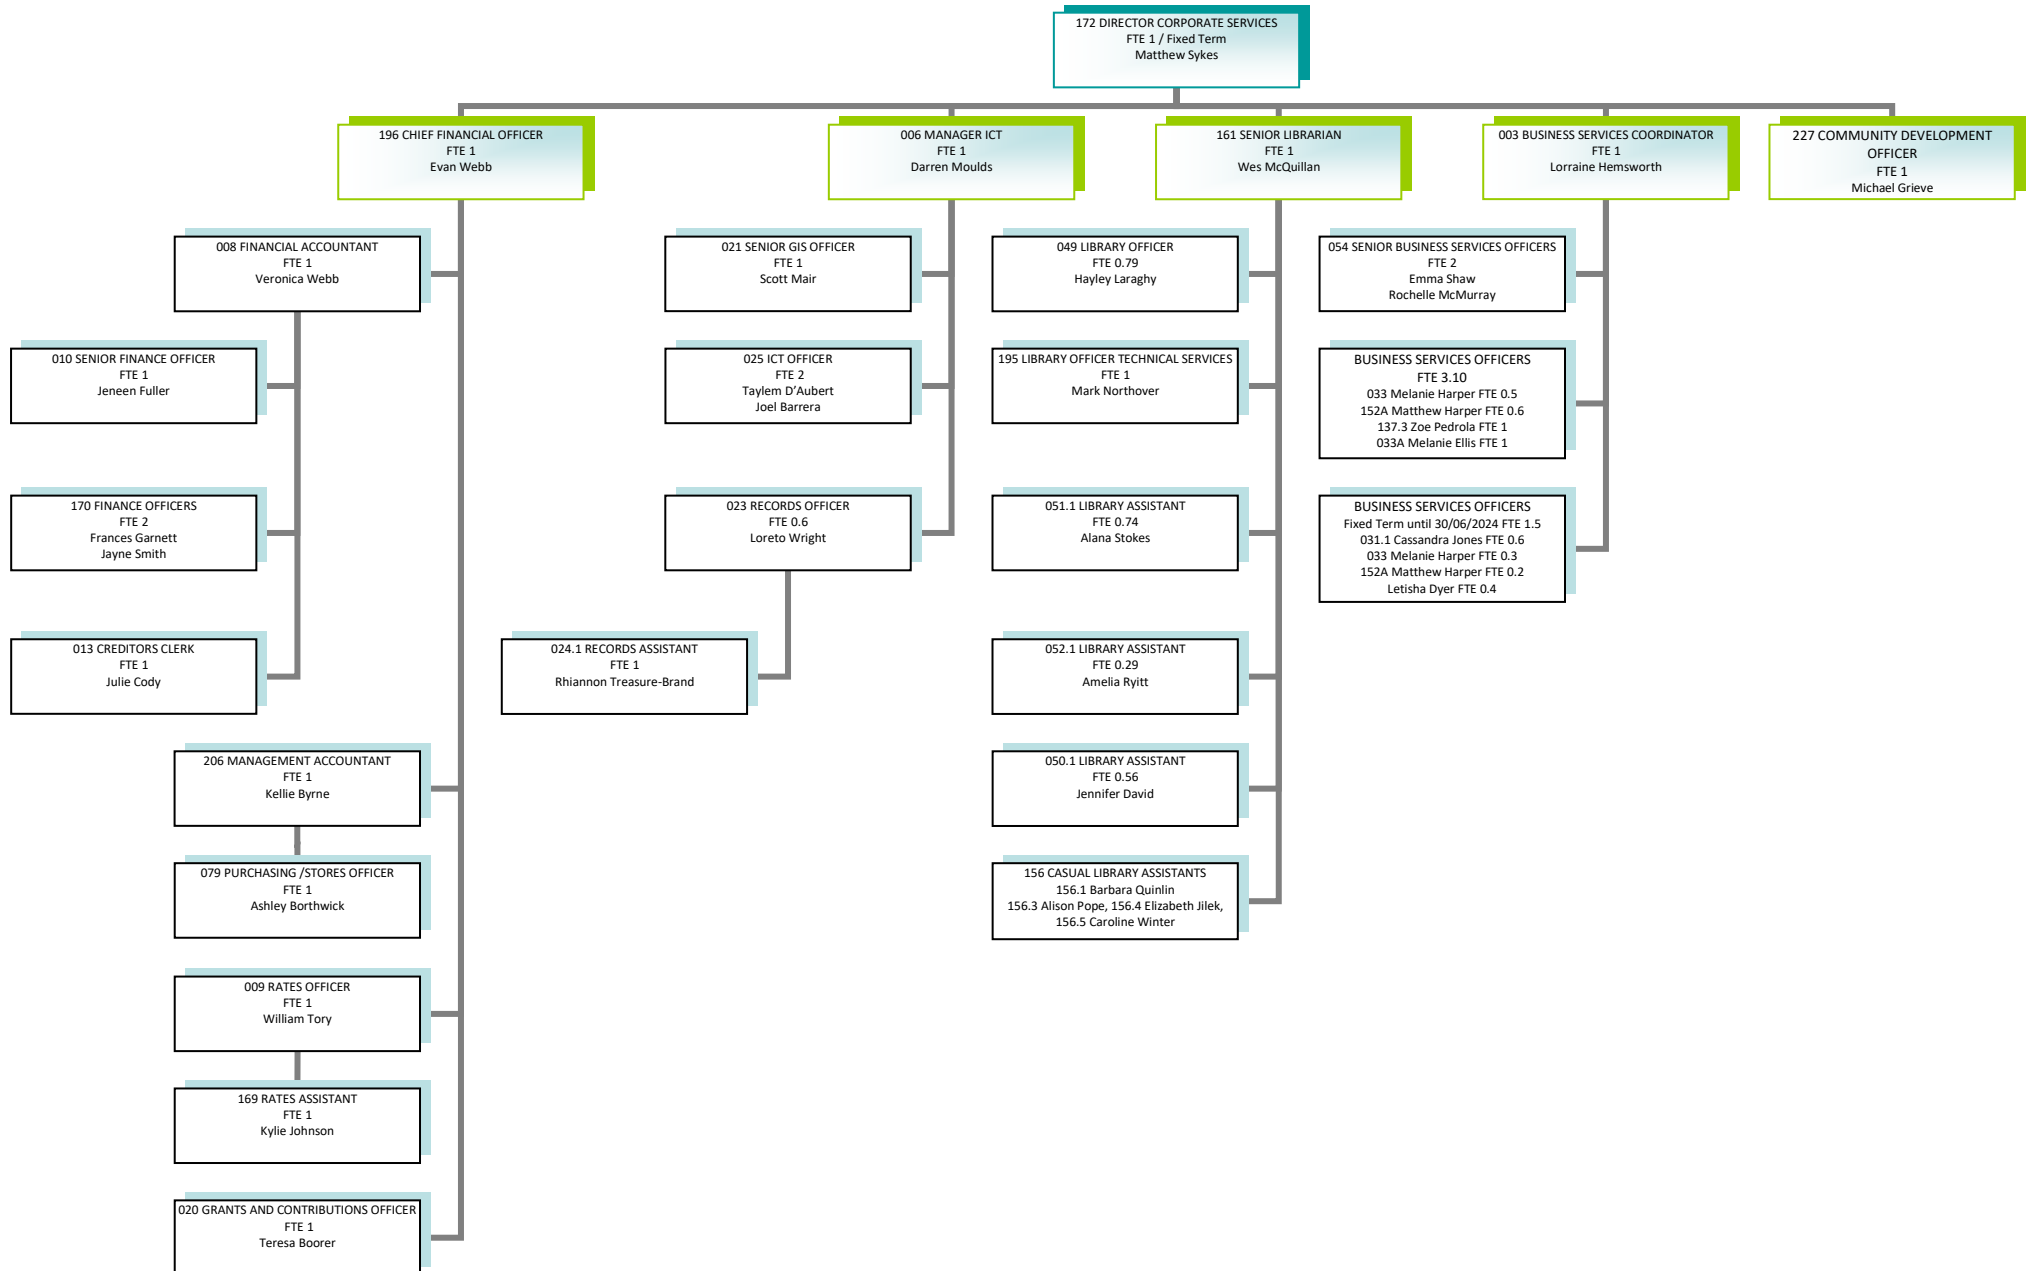 172 DIRECTOR CORPORATE SERVICES
FTE 1 / Fixed Term
Matthew Sykes
196 CHIEF FINANCIAL OFFICER
FTE 1
Evan Webb
006 MANAGER ICT
FTE 1
Darren Moulds
161 SENIOR LIBRARIAN
FTE 1
Wes McQuillan
003 BUSINESS SERVICES COORDINATOR
FTE 1
Lorraine Hemsworth
227 COMMUNITY DEVELOPMENT
OFFICER
FTE 1
Michael Grieve
008 FINANCIAL ACCOUNTANT
FTE 1
Veronica Webb
021 SENIOR GIS OFFICER
FTE 1
Scott Mair
049 LIBRARY OFFICER
FTE 0.79
Hayley Laraghy
054 SENIOR BUSINESS SERVICES OFFICERS
FTE 2
Emma Shaw
Rochelle McMurray
010 SENIOR FINANCE OFFICER
FTE 1
Jeneen Fuller
025 ICT OFFICER
FTE 2
Taylem D’Aubert
Joel Barrera
195 LIBRARY OFFICER TECHNICAL SERVICES
FTE 1
Mark Northover
BUSINESS SERVICES OFFICERS
FTE 3.10
033 Melanie Harper FTE 0.5
152A Matthew Harper FTE 0.6
137.3 Zoe Pedrola FTE 1
033A Melanie Ellis FTE 1
170 FINANCE OFFICERS
FTE 2
Frances Garnett
Jayne Smith
023 RECORDS OFFICER
FTE 0.6
Loreto Wright
051.1 LIBRARY ASSISTANT
FTE 0.74
Alana Stokes
BUSINESS SERVICES OFFICERS
Fixed Term until 30/06/2024 FTE 1.5
031.1 Cassandra Jones FTE 0.6
033 Melanie Harper FTE 0.3
152A Matthew Harper FTE 0.2
Letisha Dyer FTE 0.4
013 CREDITORS CLERK
FTE 1
Julie Cody
024.1 RECORDS ASSISTANT
FTE 1
Rhiannon Treasure-Brand
052.1 LIBRARY ASSISTANT
FTE 0.29
Amelia Ryitt
206 MANAGEMENT ACCOUNTANT
FTE 1
Kellie Byrne
050.1 LIBRARY ASSISTANT
FTE 0.56
Jennifer David
079 PURCHASING /STORES OFFICER
FTE 1
Ashley Borthwick
156 CASUAL LIBRARY ASSISTANTS
156.1 Barbara Quinlin
156.3 Alison Pope, 156.4 Elizabeth Jilek,
156.5 Caroline Winter
009 RATES OFFICER
FTE 1
William Tory
169 RATES ASSISTANT
FTE 1
Kylie Johnson
020 GRANTS AND CONTRIBUTIONS OFFICER
FTE 1
Teresa Boorer